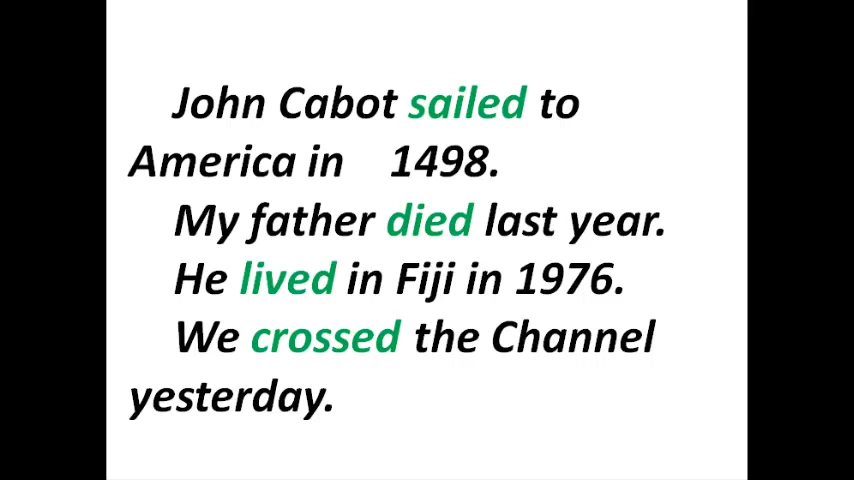 John Cabot sailed to
America in 1498.
My father died last year.
He lived in Fiji in 1976.
We crossed the Channel
yesterday.